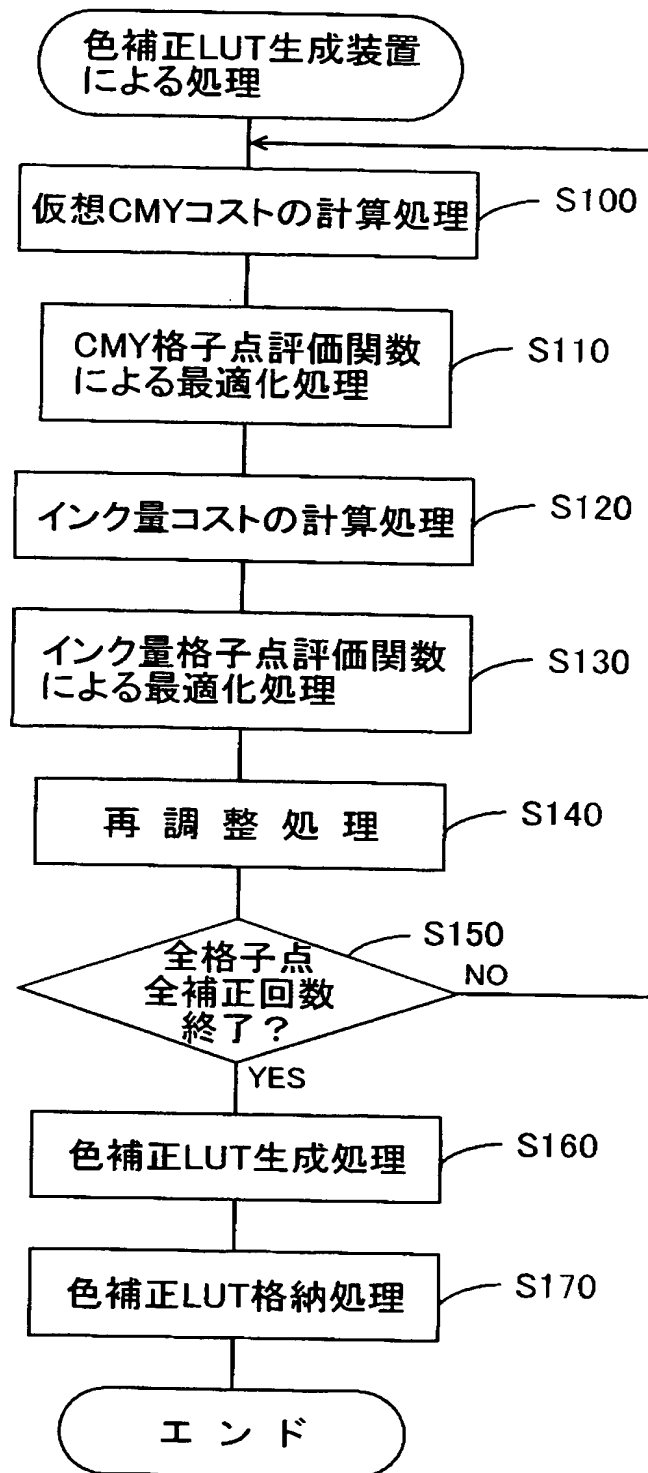 色補正LUT生成装置
による処理
仮想CMYコストの計算処理
S100
CMY格子点評価関数
による最適化処理
S110
インク量コストの計算処理
S120
インク量格子点評価関数
による最適化処理
S130
再調整処理
S140
全格子点
全補正回数
終了?
S150
NO
YES
色補正LUT生成処理
S160
色補正LUT格納処理
S170
エンド